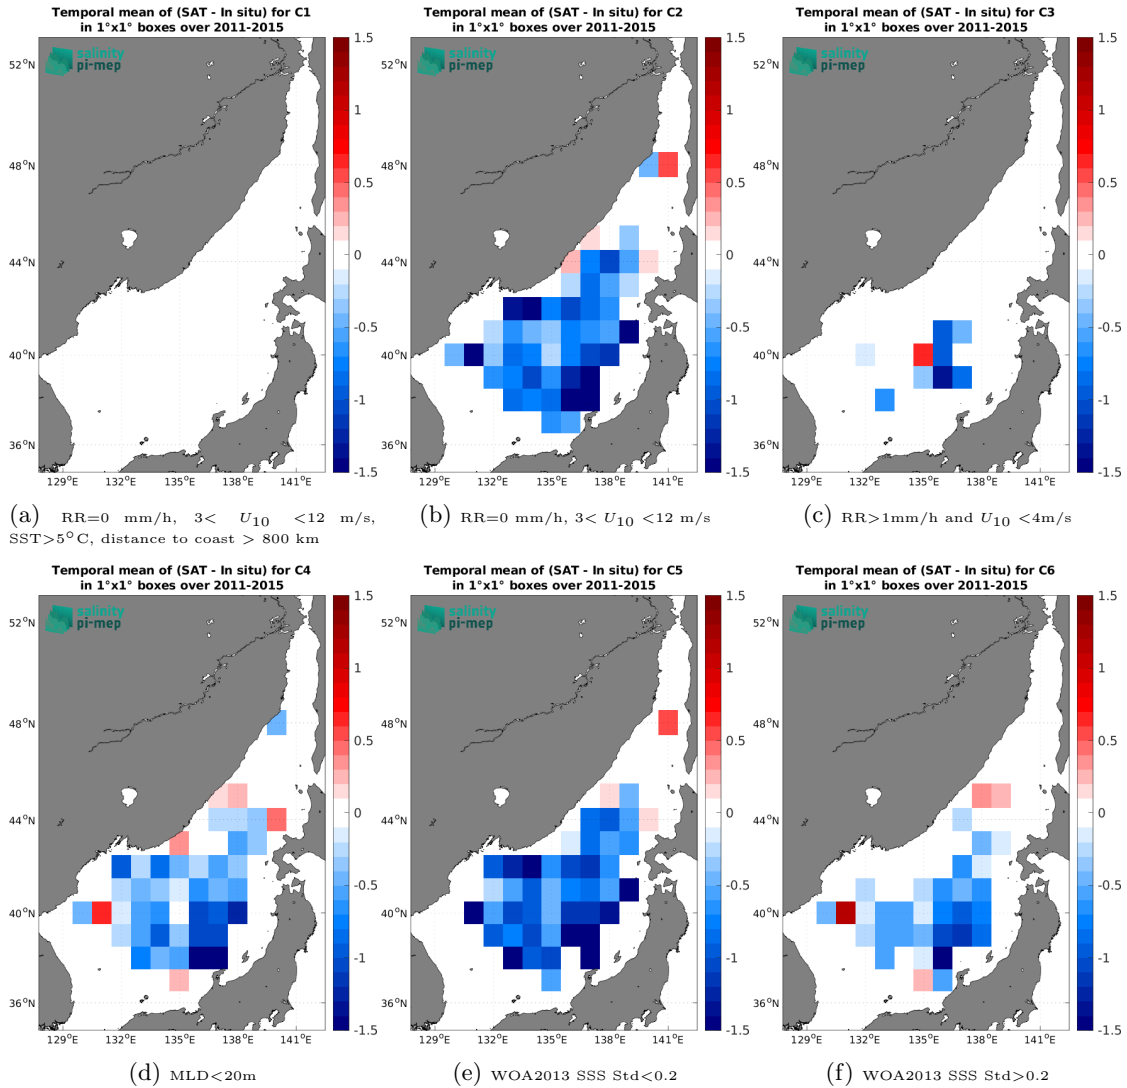 Temporal mean of (SAT - In situ) for C1
in 1°x1° boxes over 2011-2015
salinity
pi-mep
52°N
48°N
44°N
40°N
36°N
129°E 132°E 135°E 138°E 141°E
1.5
1
0.5
0
-0.5
-1
-1.5
(a) RR=0 mm/h, 3< U10 <12 m/s,
SST>5°C, distance to coast > 800 km
Temporal mean of (SAT - In situ) for C2
in 1°x1° boxes over 2011-2015
salinity
pi-mep
52°N
48°N
44°N
40°N
36°N
129°E 132°E 135°E 138°E 141°E
1.5
1
0.5
0
-0.5
-1
-1.5
(b) RR=0 mm/h, 3< U10 <12 m/s
Temporal mean of (SAT - In situ) for C3
in 1°x1° boxes over 2011-2015
salinity
pi-mep
52°N
48°N
44°N
40°N
36°N
129°E 132°E 135°E 138°E 141°E
1.5
1
0.5
0
-0.5
-1
-1.5
(c) RR>1mm/h and U10 <4m/s
Temporal mean of (SAT - In situ) for C4
in 1°x1° boxes over 2011-2015
salinity
pi-mep
52°N
48°N
44°N
40°N
36°N
129°E 132°E 135°E 138°E 141°E
1.5
1
0.5
0
-0.5
-1
-1.5
(d) MLD<20m
Temporal mean of (SAT - In situ) for C5
in 1°x1° boxes over 2011-2015
salinity
pi-mep
52°N
48°N
44°N
40°N
36°N
129°E 132°E 135°E 138°E 141°E
1.5
1
0.5
0
-0.5
-1
-1.5
(e) WOA2013 SSS Std<0.2
Temporal mean of (SAT - In situ) for C6
in 1°x1° boxes over 2011-2015
salinity
pi-mep
52°N
48°N
44°N
40°N
36°N
129°E 132°E 135°E 138°E 141°E
1.5
1
0.5
0
-0.5
-1
-1.5
(f) WOA2013 SSS Std>0.2